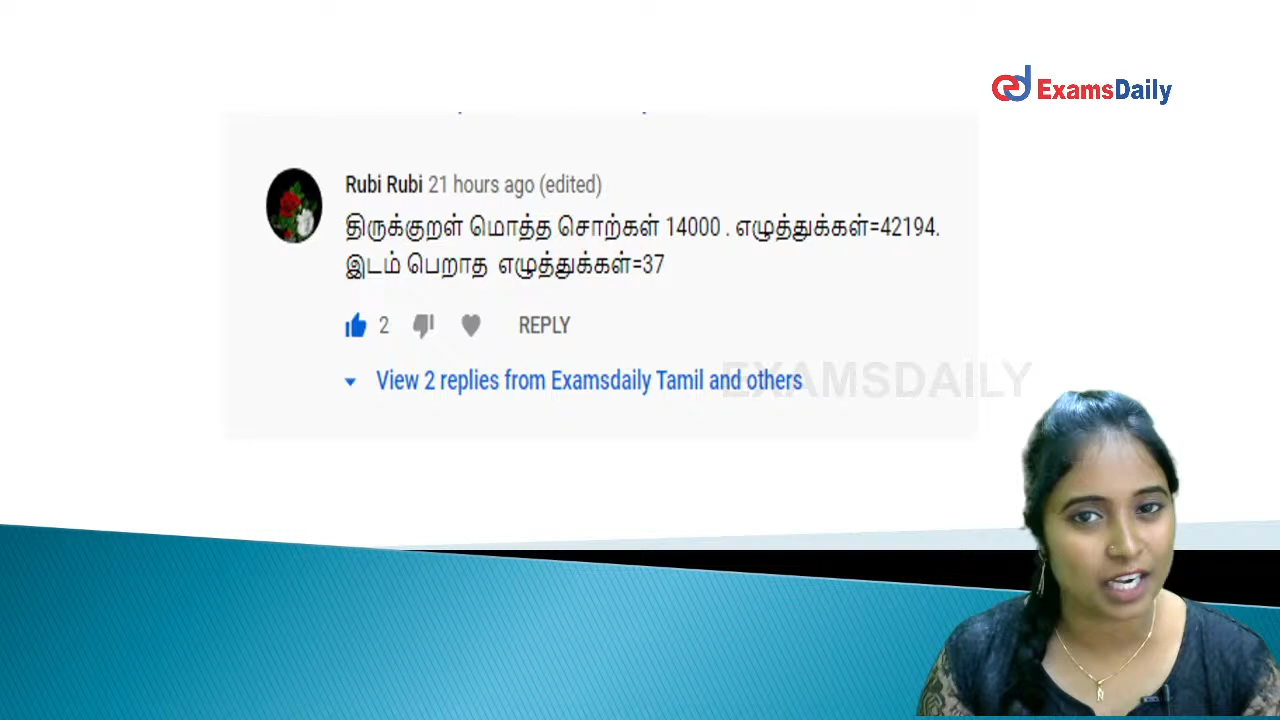 ExamsDaily
Rubi Rubi 21 hours ago (edited)
திருக்குறள் மொத்த சொற்கள் 14000 . எழுத்துக்கள்=42194.
இடம் பெறாத எழுத்துக்கள்=37
2 REPLY
View 2 replies from Examsdaily Tamil and others
EXAMSDAILY